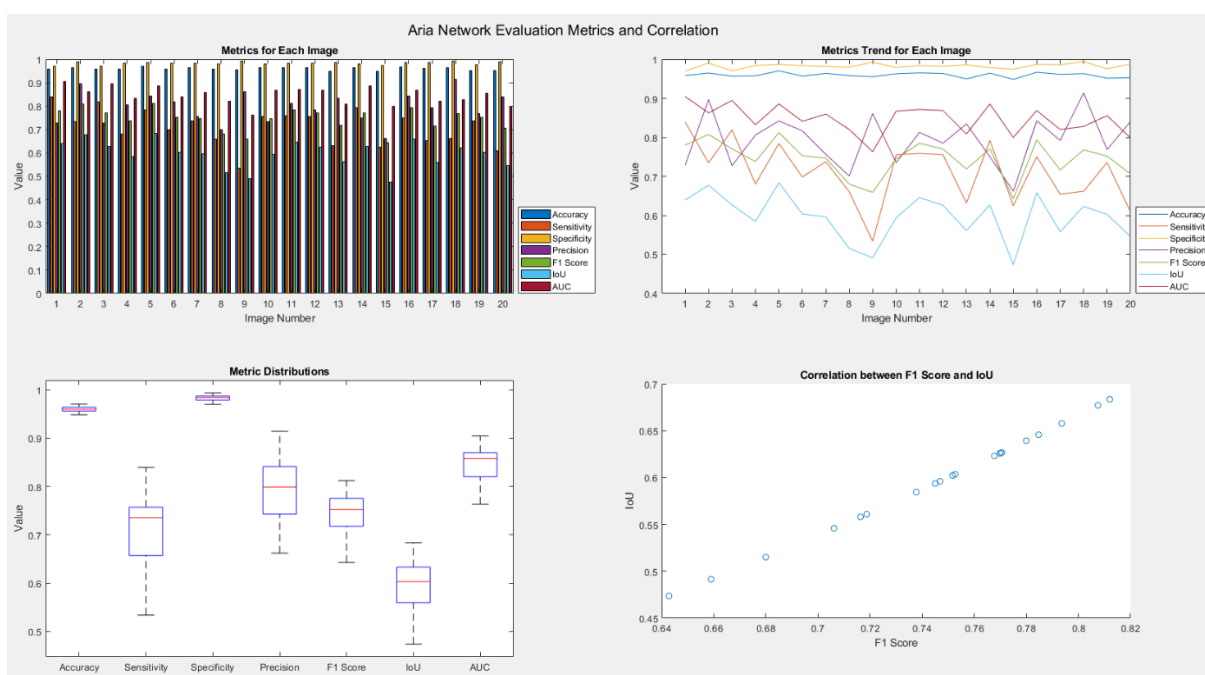 Aria Network Evaluation Metrics and Correlation
Metrics for Each Image
1
0.9
0.8
0.7
0.6
0.5
0.4
0.3
0.2
0.1
0
Value
1 2 3 4 5 6 7 8 9 10 11 12 13 14 15 16 17 18 19 20
Image Number
Accuracy
Sensitivity
Specificity
Precision
F1 Score
IoU
AUC
Metrics Trend for Each Image
1
0.9
0.8
0.7
0.6
0.5
0.4
Value
1 2 3 4 5 6 7 8 9 10 11 12 13 14 15 16 17 18 19 20
Image Number
Accuracy
Sensitivity
Specificity
Precision
F1 Score
IoU
AUC
Metric Distributions
1
0.9
0.8
0.7
0.6
0.5
Value
Accuracy Sensitivity Specificity Precision F1 Score IoU AUC
Correlation between F1 Score and IoU
0.7
0.65
0.6
0.55
0.5
0.45
IoU
0.64 0.66 0.68 0.7 0.72 0.74 0.76 0.78 0.8 0.82
F1 Score